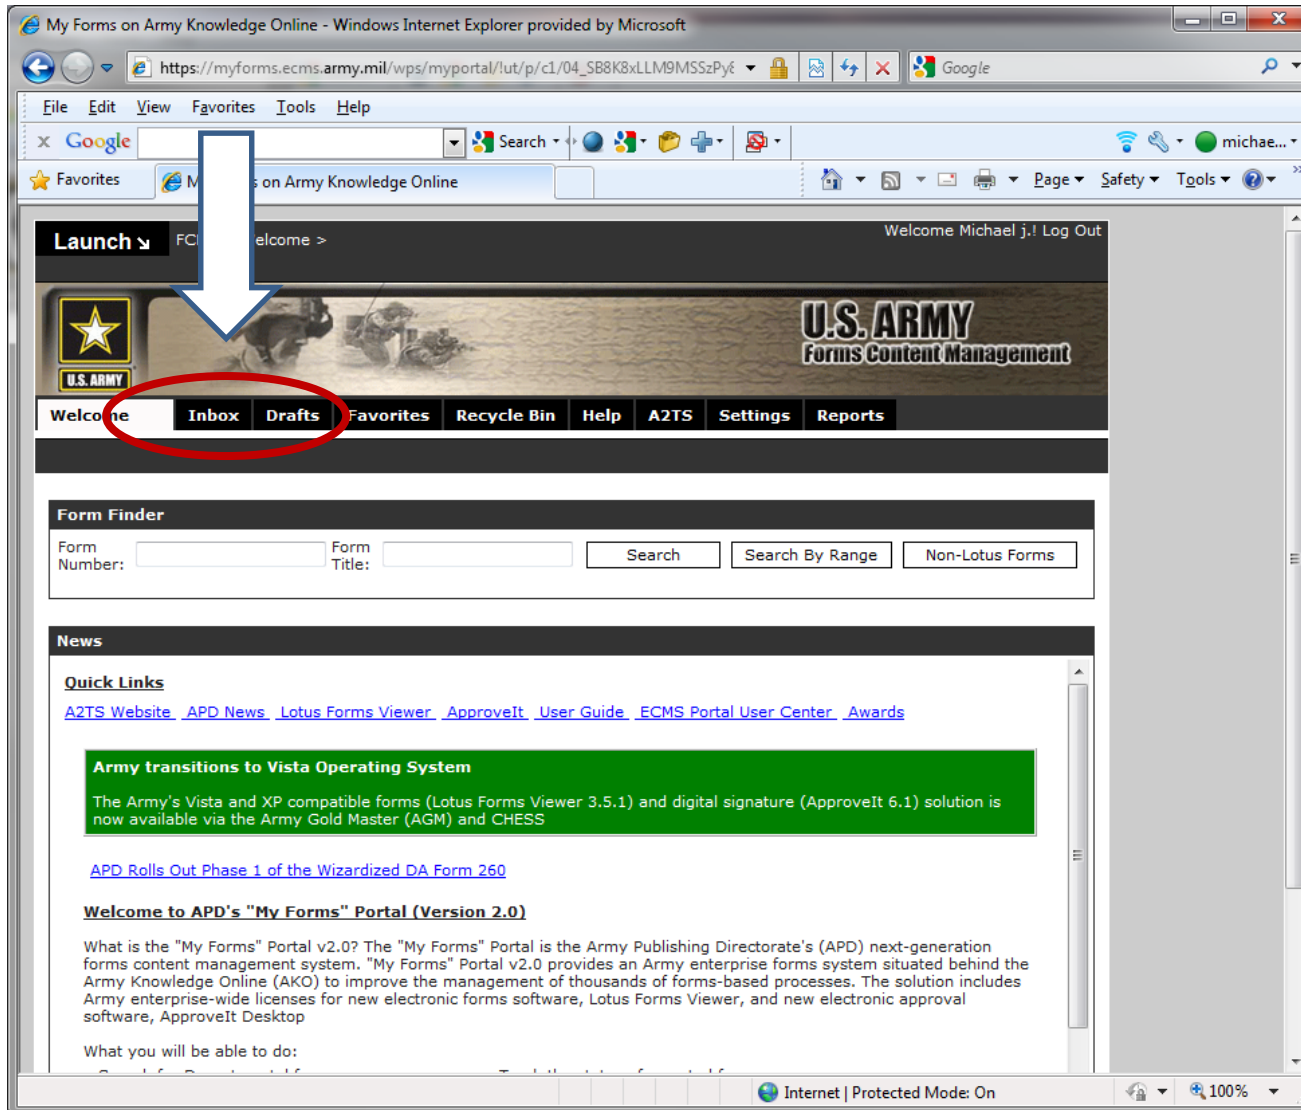 My Forms on Army Knowledge Online - Windows Internet Explorer provided by Microsoft
https://myforms.ecms.army.mil/wps/myportal/!ut/p/c1/04_SB8K8xLLM9MSSzPy8
Google
File Edit View Favorites Tools Help
x Google Search michae...
Favorites M s on Army Knowledge Online Page Safety Tools
Launch elcome > Welcome Michael j.! Log Out
U.S. ARMY
Forms Content Management
U.S. ARMY
Welcome Inbox Drafts Favorites Recycle Bin Help A2TS Settings Reports
Form Finder
Form Number: Form Title: Search Search By Range Non-Lotus Forms
News
Quick Links
A2TS Website APD News Lotus Forms Viewer ApproveIt User Guide ECMS Portal User Center Awards
Army transitions to Vista Operating System
The Army's Vista and XP compatible forms (Lotus Forms Viewer 3.5.1) and digital signature (ApproveIt 6.1) solution is
now available via the Army Gold Master (AGM) and CHESS
APD Rolls Out Phase 1 of the Wizardized DA Form 260
Welcome to APD's "My Forms" Portal (Version 2.0)
What is the "My Forms" Portal v2.0? The "My Forms" Portal is the Army Publishing Directorate's (APD) next-generation
forms content management system. "My Forms" Portal v2.0 provides an Army enterprise forms system situated behind the
Army Knowledge Online (AKO) to improve the management of thousands of forms-based processes. The solution includes
Army enterprise-wide licenses for new electronic forms software, Lotus Forms Viewer, and new electronic approval
software, ApproveIt Desktop
What you will be able to do:
Internet | Protected Mode: On 100%